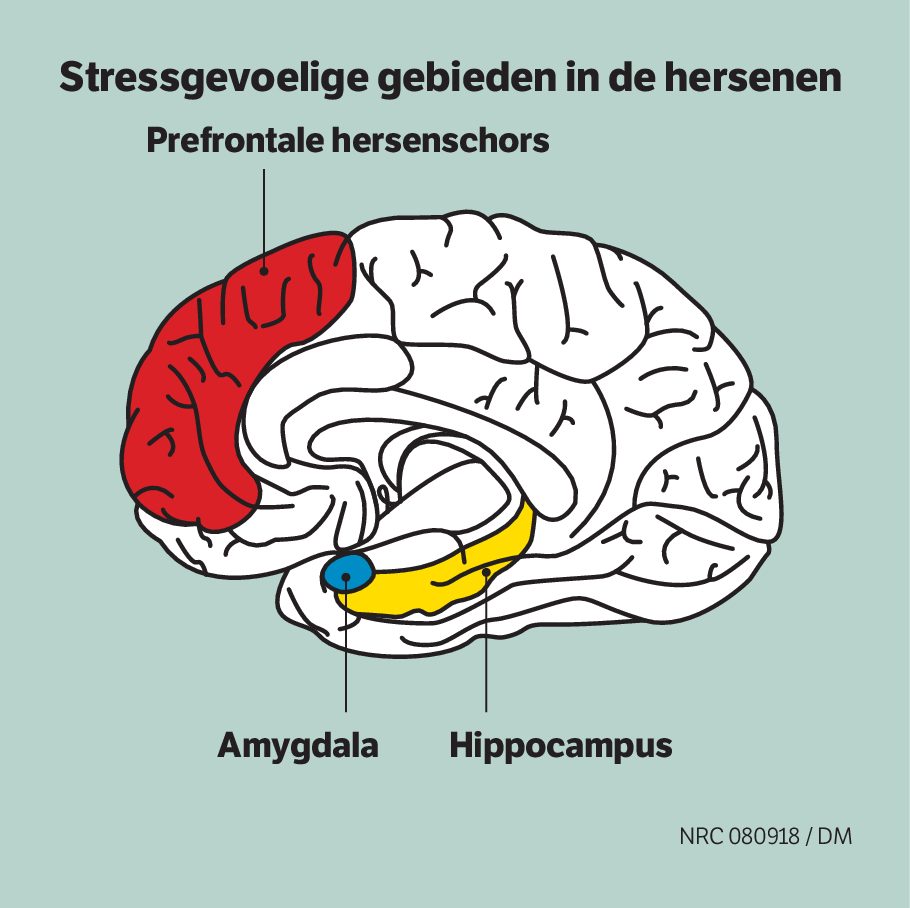 Stressgevoelige gebieden in de hersenen
Prefrontale hersenschors
Amygdala
Hippocampus
NRC 080918 / DM